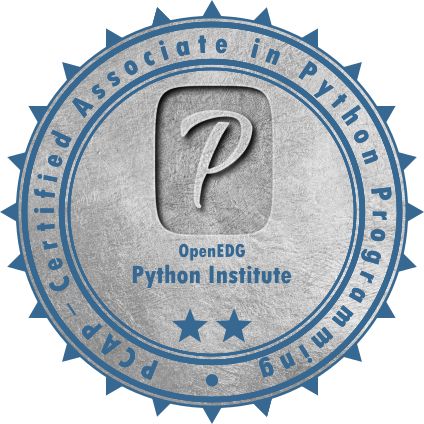 PCAP – Certified Associate in Python Programming
P
OpenEDG
Python Institute